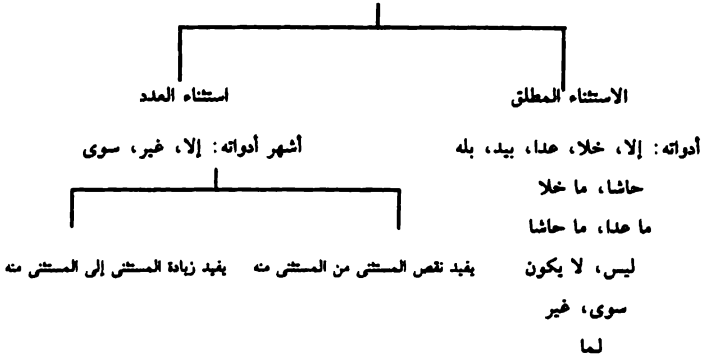 الاستثناء المطلق
استثناء العدد
أدواته: إلا، خلا، عدا، بيد، بله
حاشا، ما خلا
ما عدا، ما حاشا
ليس، لا يكون
سوى، غير
لما
أشهر أدواته: إلا، غير، سوى
يفيد نقص المستثنى من المستثنى منه
يفيد زيادة المستثنى إلى المستثنى منه